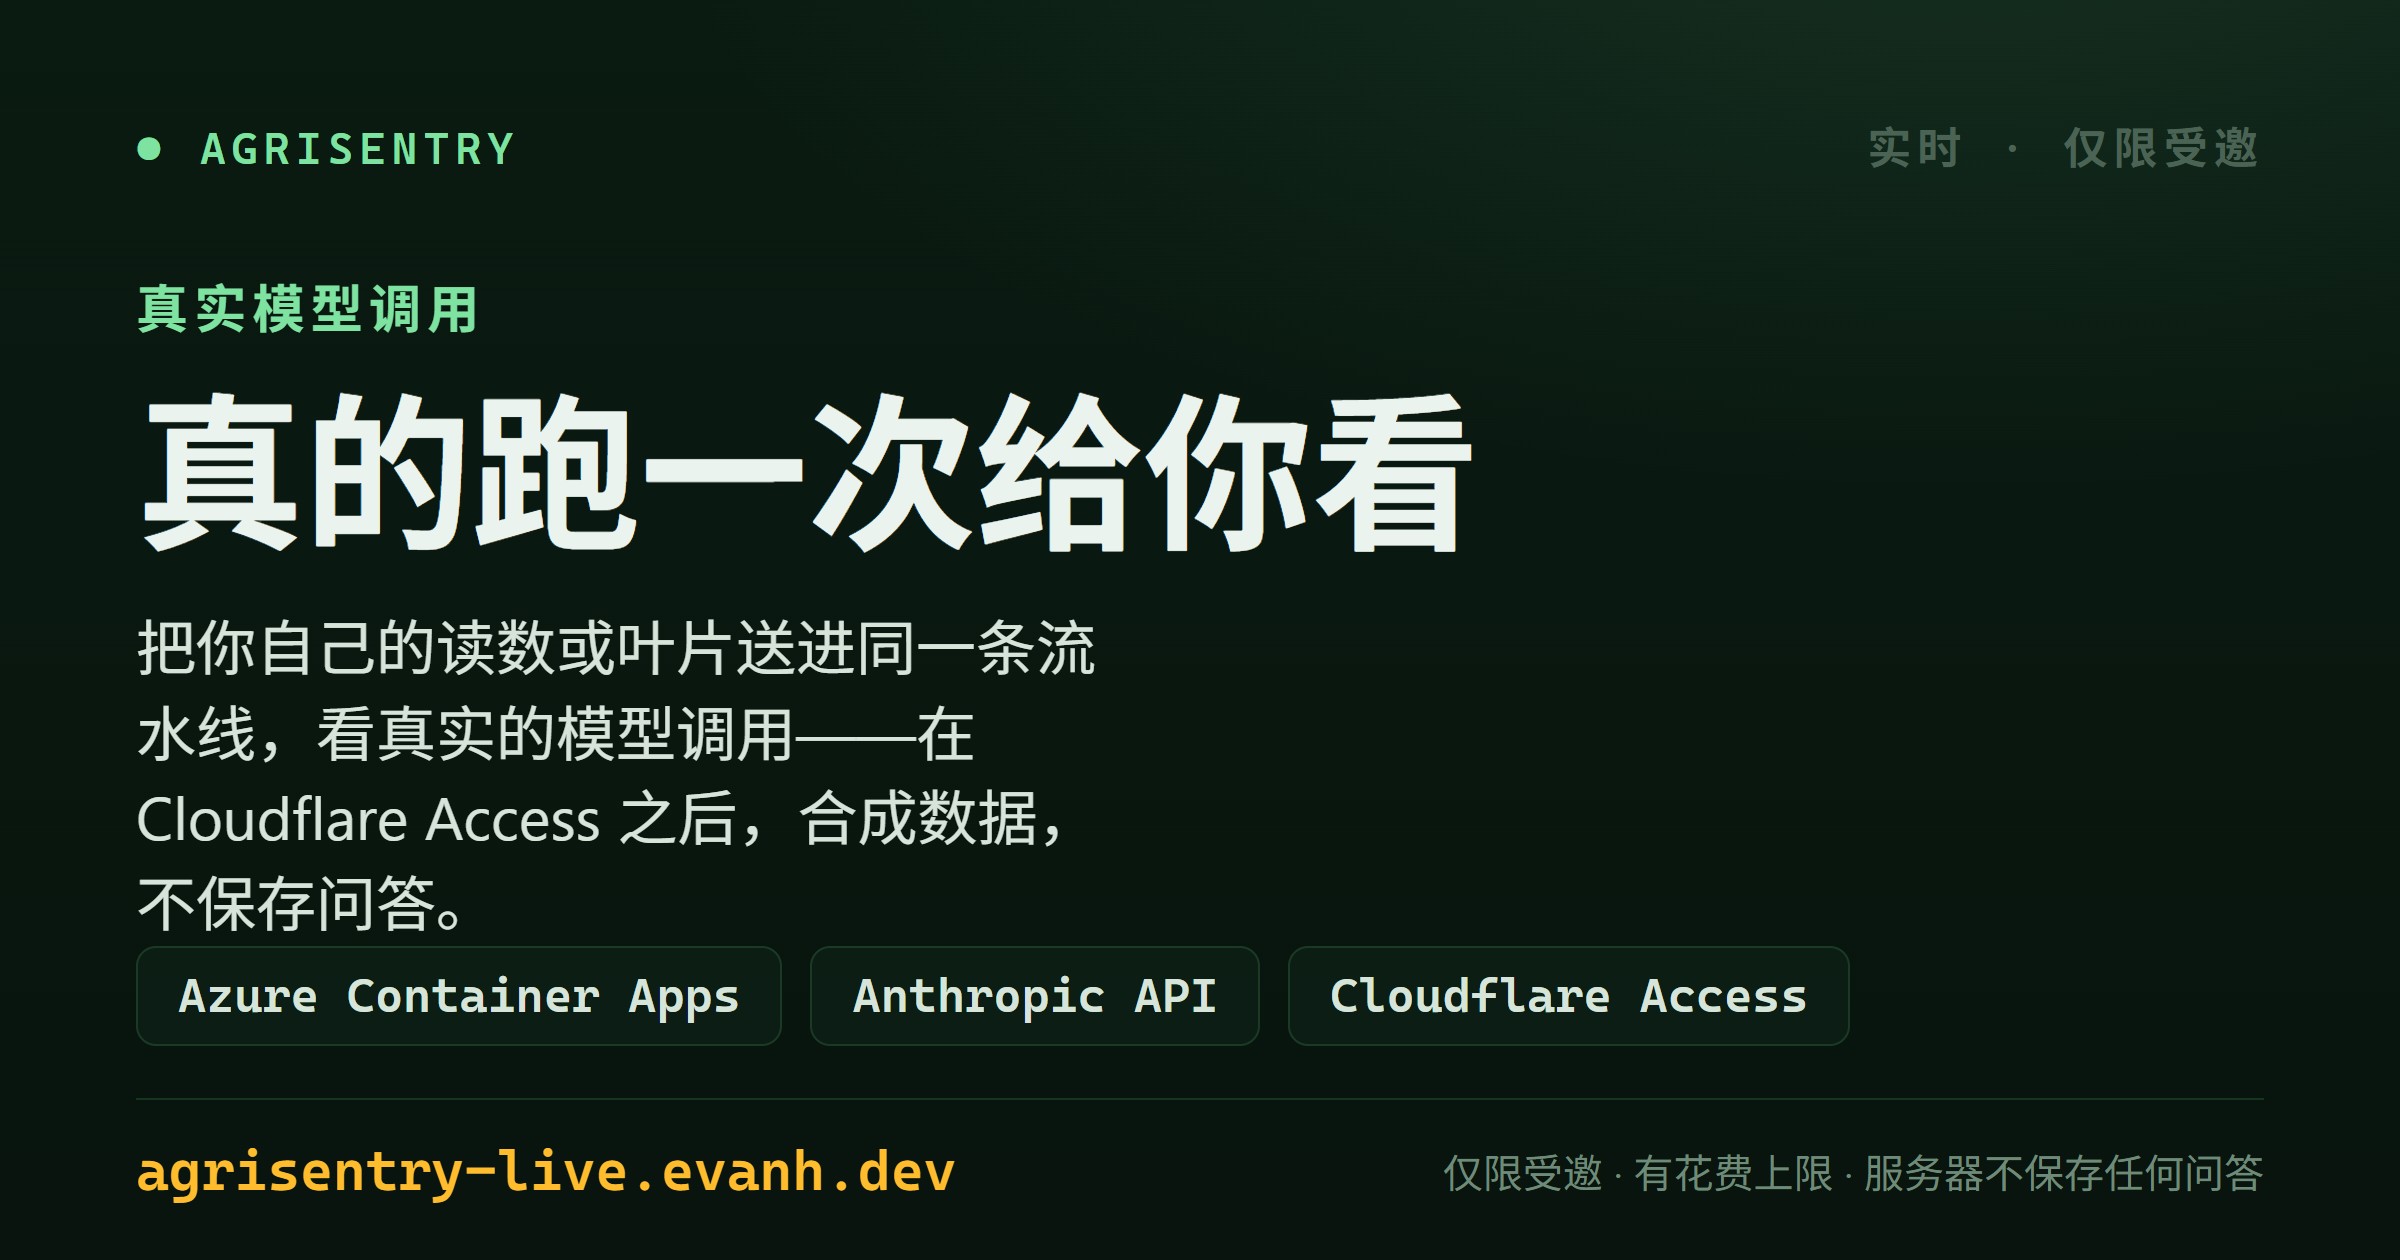 AGRISENTRY
实时 · 仅限受邀
真实模型调用
真的跑一次给你看
把你自己的读数或叶片送进同一条流
水线，看真实的模型调用——在
Cloudflare Access 之后，合成数据，
不保存问答。
Azure Container Apps
Anthropic API
Cloudflare Access
agrisentry-live.evanh.dev
仅限受邀 · 有花费上限 · 服务器不保存任何问答